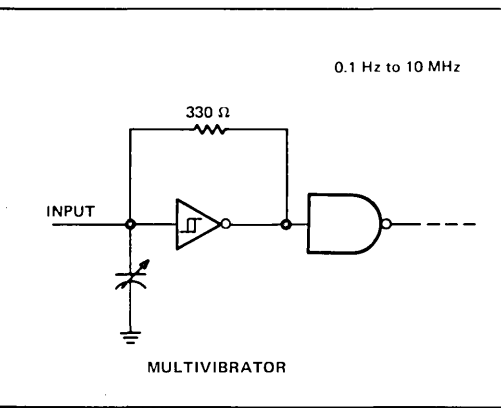 0.1 Hz to 10 MHz
330 Ω
INPUT
MULTIVIBRATOR